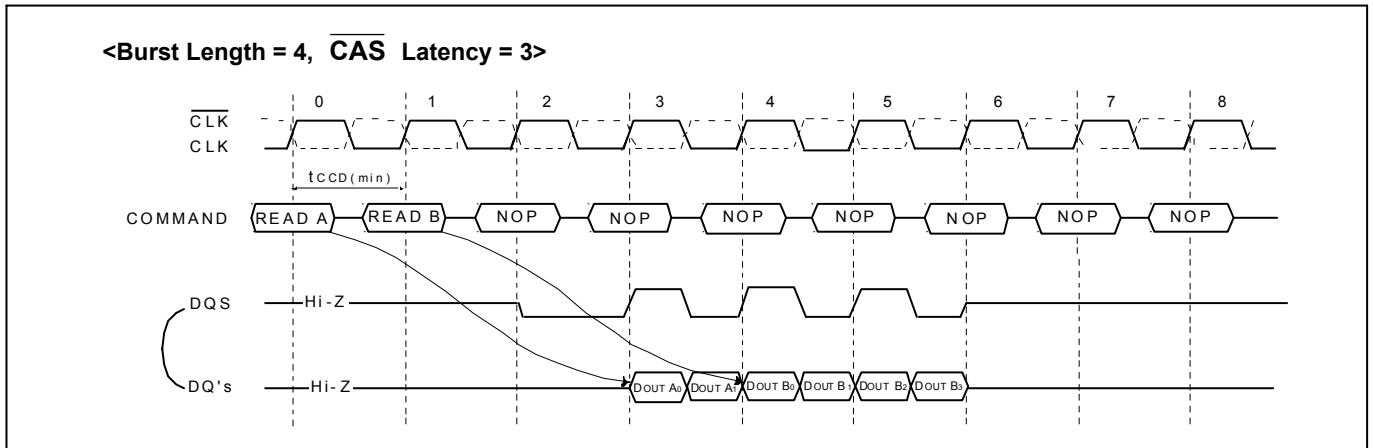 <Burst Length = 4, CAS Latency = 3>
0 1 2 3 4 5 6 7 8
CLK
CLK
tCCD(min)
COMMAND READ A READ B NOP NOP NOP NOP NOP NOP NOP
DQS Hi-Z
DQ's Hi-Z DOUT A0 DOUT A1 DOUT B0 DOUT B1 DOUT B2 DOUT B3